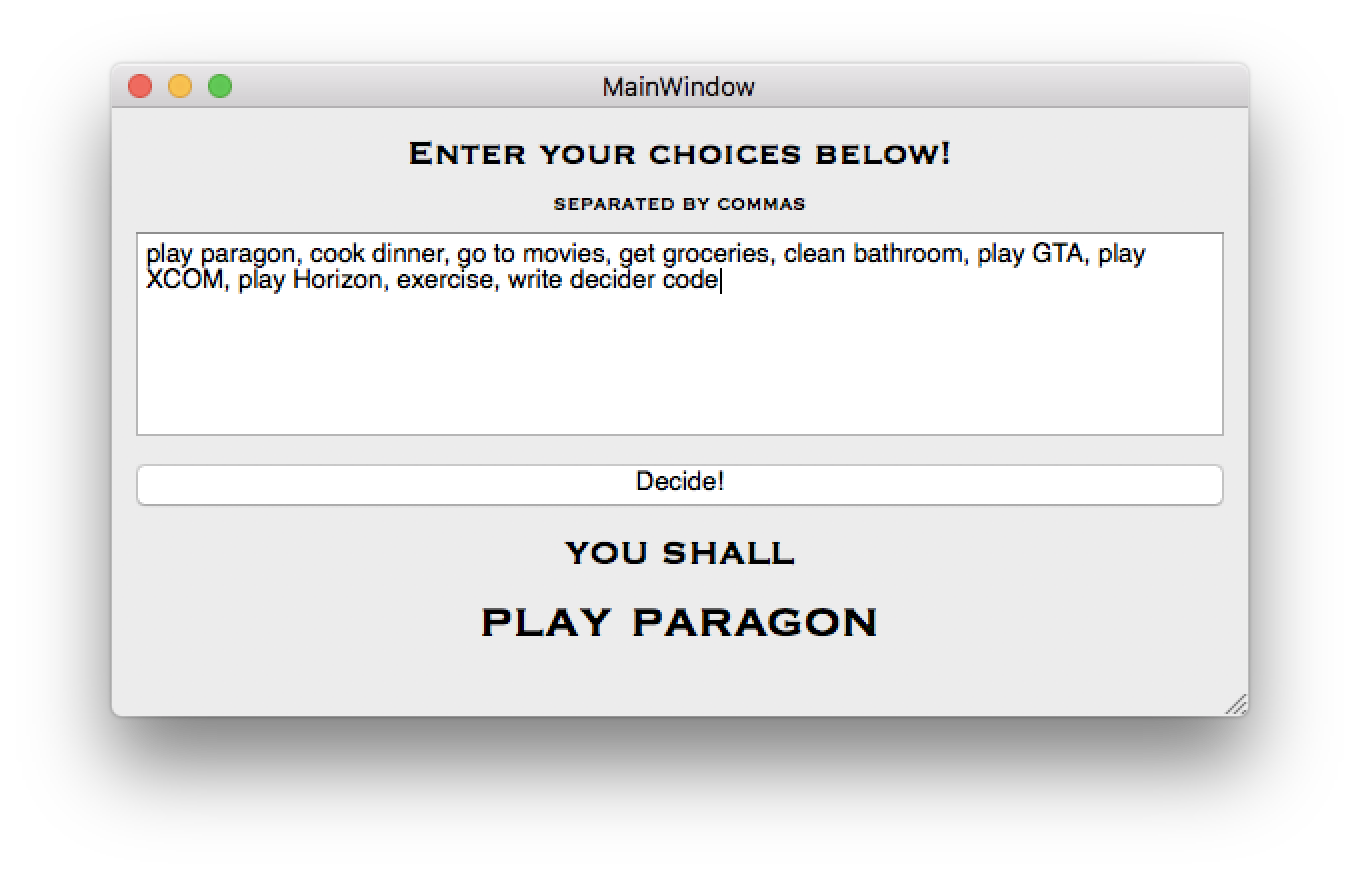 MainWindow
Enter your choices below!
separated by commas
play paragon, cook dinner, go to movies, get groceries, clean bathroom, play GTA, play
XCOM, play Horizon, exercise, write decider code
Decide!
YOU SHALL
PLAY PARAGON